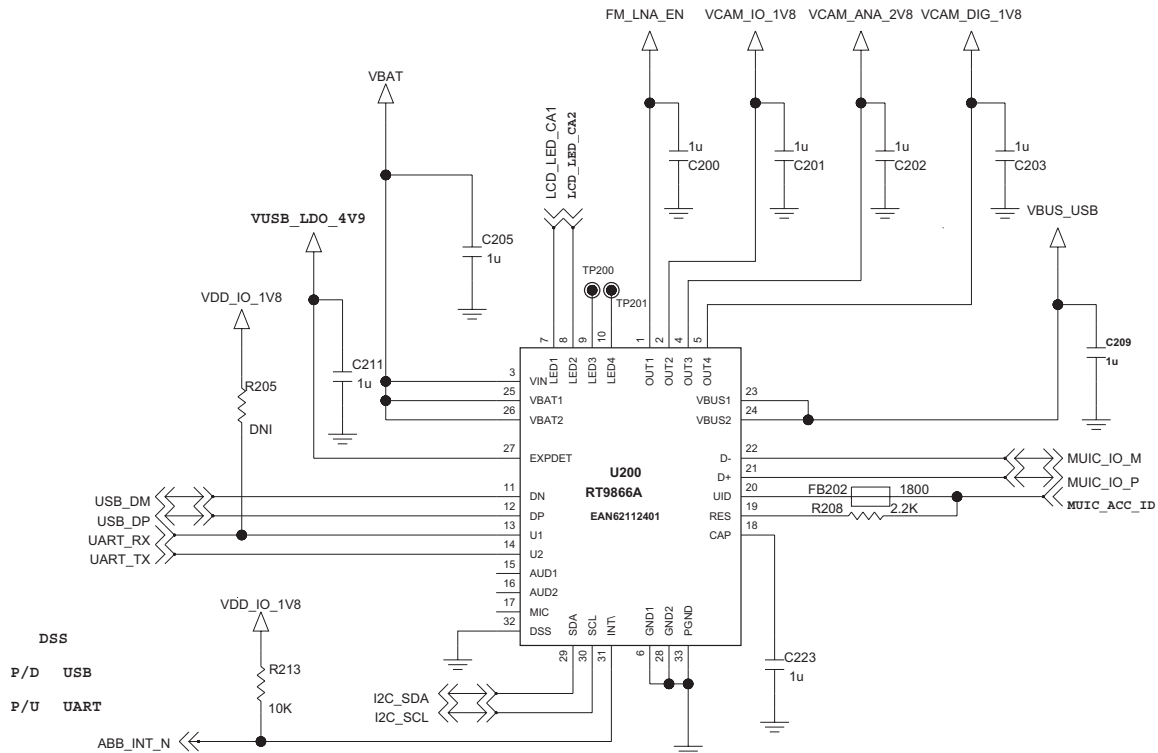 FM_LNA_EN
VCAM_IO_1V8
VCAM_ANA_2V8
VCAM_DIG_1V8
VBAT
LCD_LED_CA1
LCD_LED_CA2
1u
C200
1u
C201
1u
C202
1u
C203
VUSB_LDO_4V9
C205
1u
VBUS_USB
TP200
TP201
VDD_IO_1V8
C211
1u
C209
1u
R205
DNI
7
8
9
10
1
2
4
5
LED1
LED2
LED3
LED4
OUT1
OUT2
OUT3
OUT4
3
VIN
25
VBAT1
26
VBAT2
27
EXPDET
11
DN
12
DP
13
U1
14
U2
15
AUD1
16
AUD2
17
MIC
32
DSS
U200
RT9866A
EAN62112401
VBUS1
23
VBUS2
24
D-
22
D+
21
UID
20
RES
19
CAP
18
MUIC_IO_M
MUIC_IO_P
MUIC_ACC_ID
FB202
1800
R208
2.2K
USB_DM
USB_DP
UART_RX
UART_TX
SDA
SCL
INT\
GND1
GND2
PGND
29
30
31
6
28
33
C223
1u
VDD_IO_1V8
DSS
P/D USB
P/U UART
R213
10K
I2C_SDA
I2C_SCL
ABB_INT_N